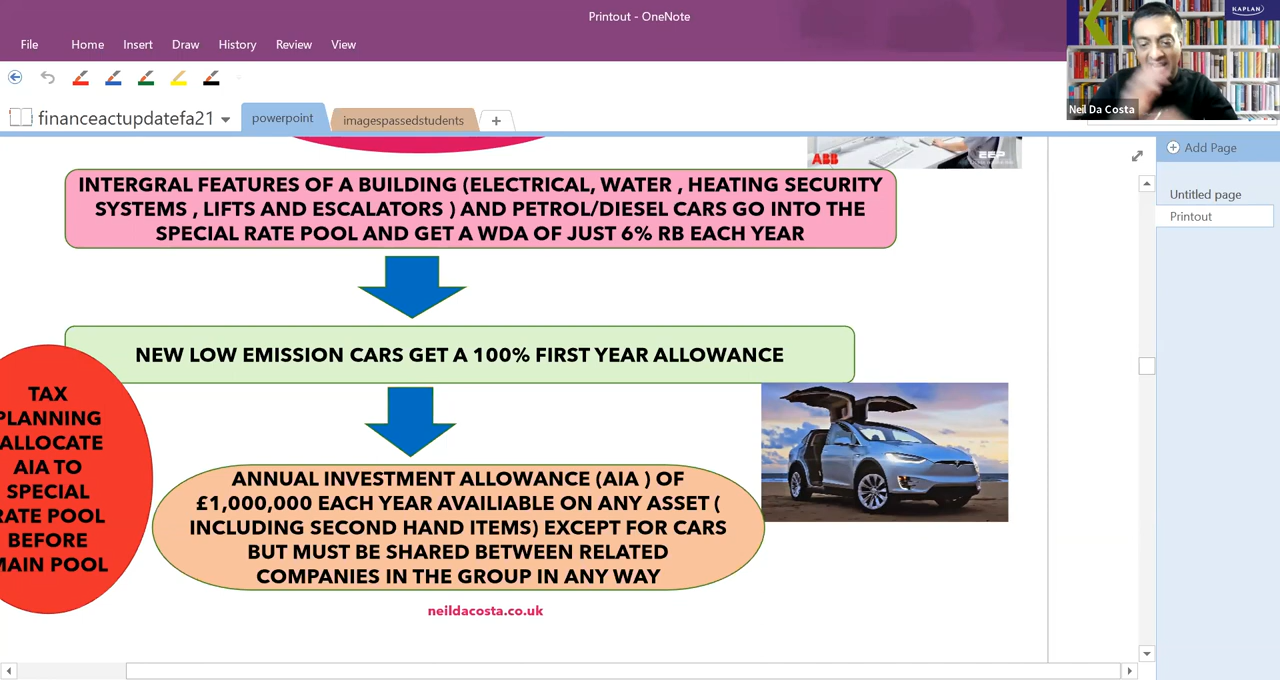 Printout - OneNote
KAPLAN
File Home Insert Draw History Review View
Neil Da Costa
financeactupdatefa21 powerpoint imagespassedstudents +
Add Page
Untitled page
Printout
ABB EEP
INTERGRAL FEATURES OF A BUILDING (ELECTRICAL, WATER , HEATING SECURITY
SYSTEMS , LIFTS AND ESCALATORS ) AND PETROL/DIESEL CARS GO INTO THE
SPECIAL RATE POOL AND GET A WDA OF JUST 6% RB EACH YEAR
NEW LOW EMISSION CARS GET A 100% FIRST YEAR ALLOWANCE
TAX
PLANNING
ALLOCATE
AIA TO
SPECIAL
RATE POOL
BEFORE
MAIN POOL
ANNUAL INVESTMENT ALLOWANCE (AIA ) OF
£1,000,000 EACH YEAR AVAILIABLE ON ANY ASSET (
INCLUDING SECOND HAND ITEMS) EXCEPT FOR CARS
BUT MUST BE SHARED BETWEEN RELATED
COMPANIES IN THE GROUP IN ANY WAY
neildacosta.co.uk